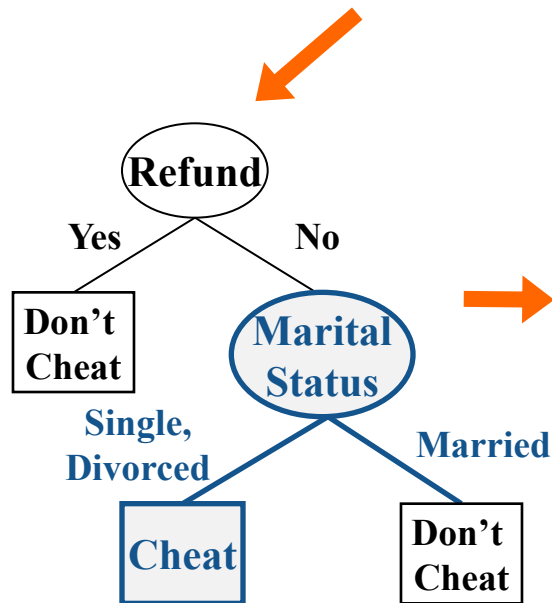 Refund
Yes
No
Don’t
Cheat
Marital
Status
Single,
Divorced
Married
Cheat
Don’t
Cheat